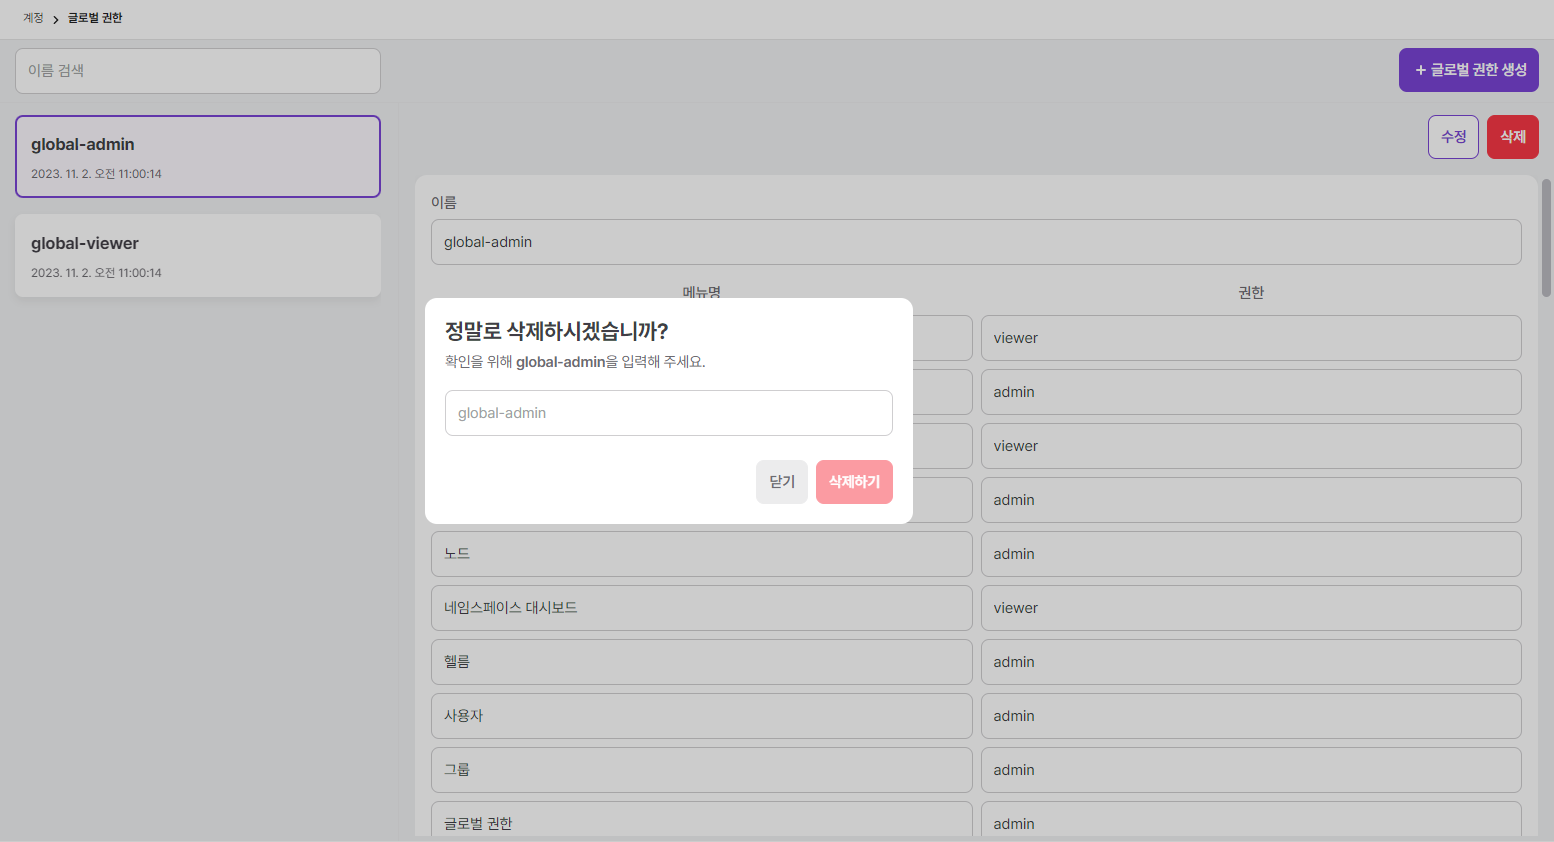 계정 > 글로벌 권한
이름 검색
+ 글로벌 권한 생성
global-admin
2023. 11. 2. 오전 11:00:14
global-viewer
2023. 11. 2. 오전 11:00:14
수정 삭제
이름
global-admin
메뉴명 권한
viewer
admin
viewer
admin
노드 admin
네임스페이스 대시보드 viewer
헬름 admin
사용자 admin
그룹 admin
글로벌 권한 admin
정말로 삭제하시겠습니까?
확인을 위해 global-admin을 입력해 주세요.
global-admin
닫기 삭제하기